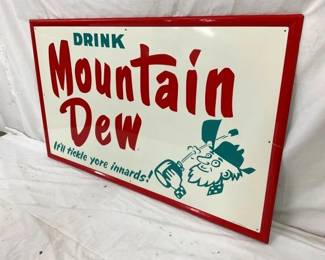 DRINK
Mountain
Dew
It'll tickle yore innards!